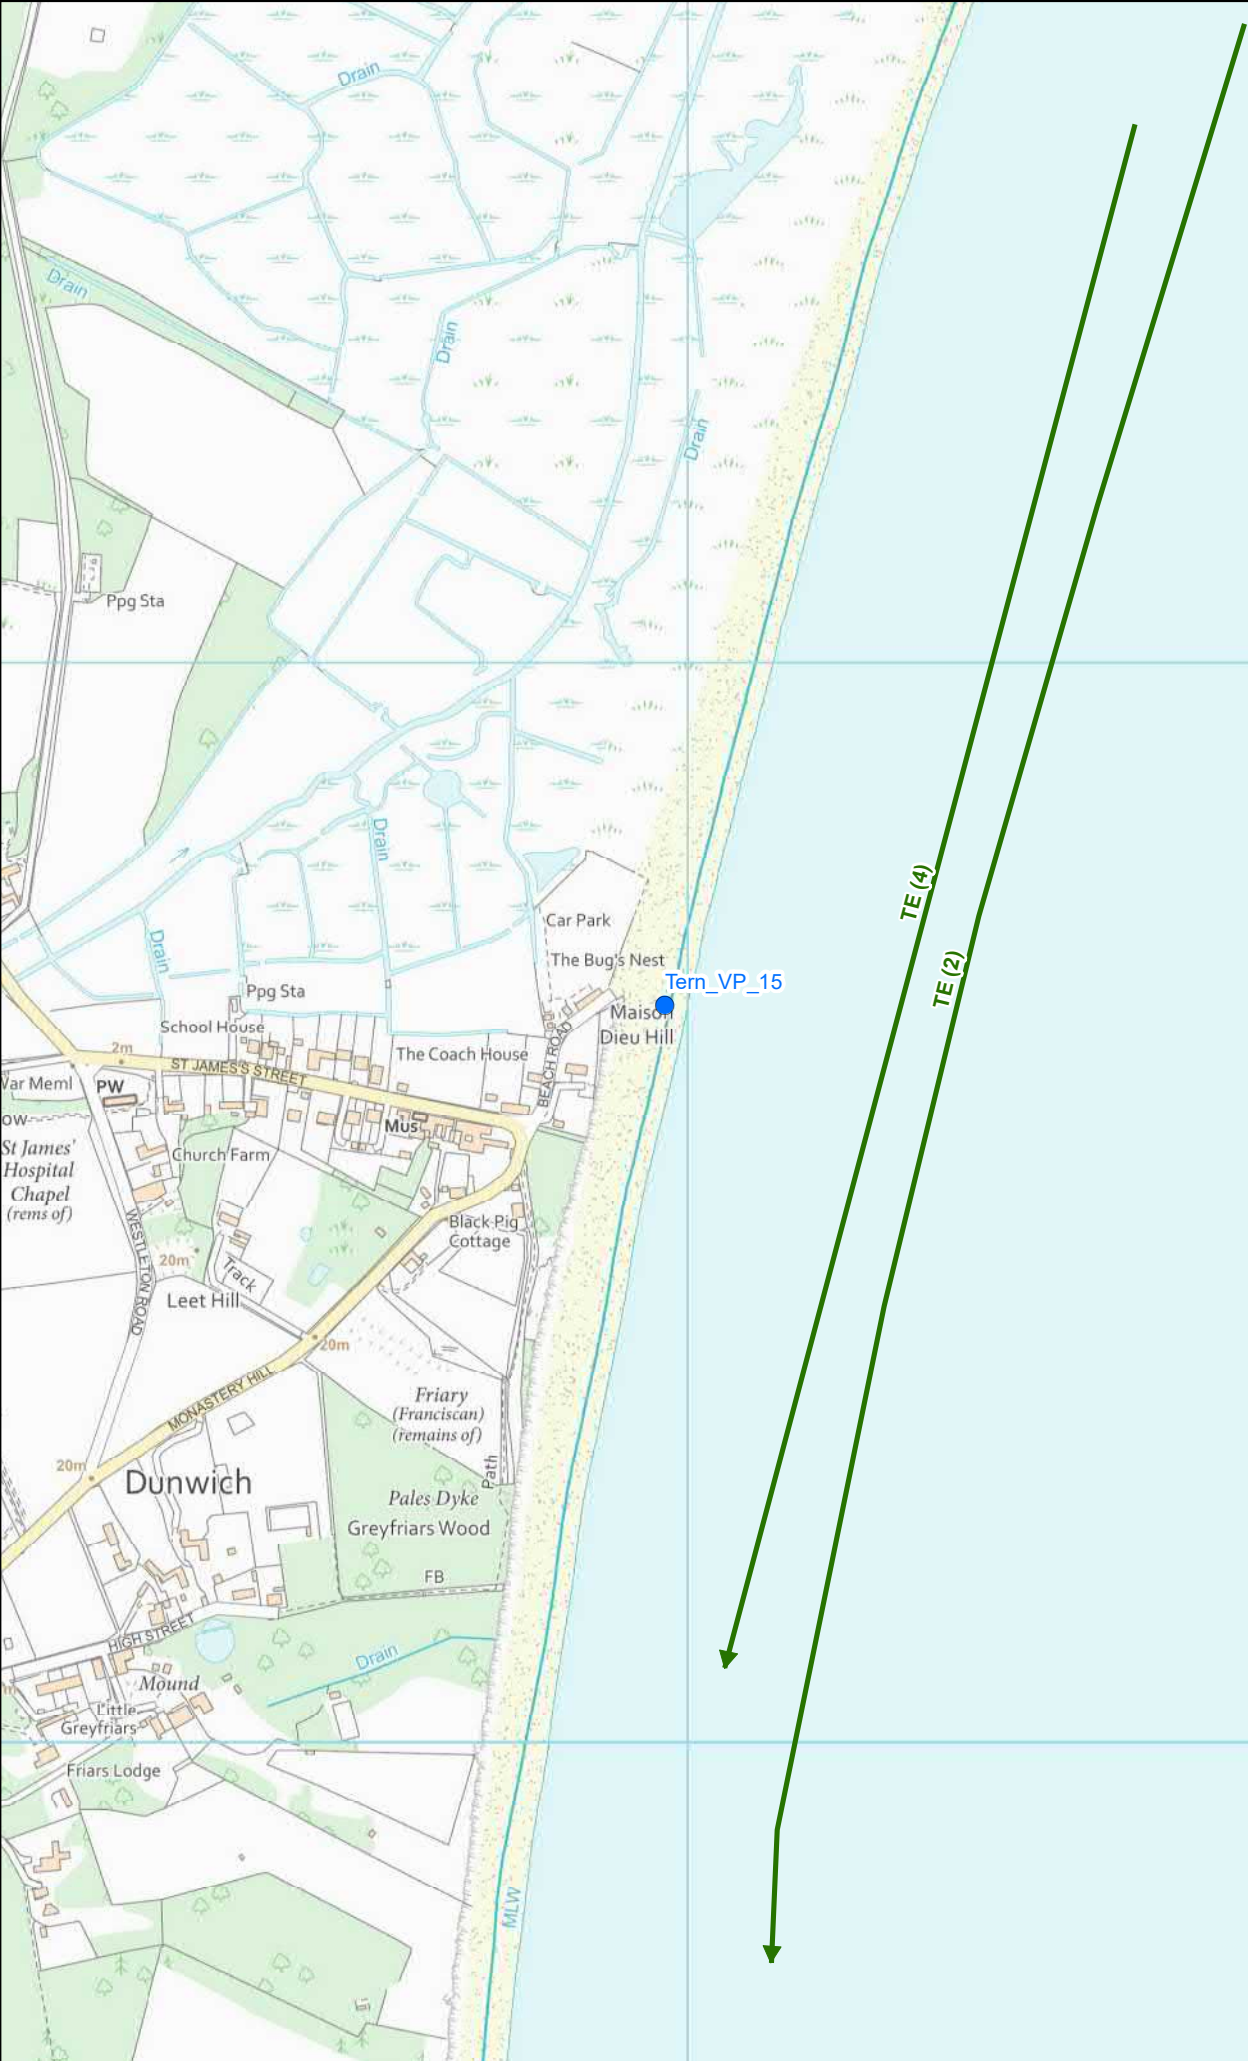 Drain
Drain
Drain
Drain
Ppg Sta
TE (4)
Drain
Car Park
Drain
The Bug's Nest
TE (2)
Tern_VP_15
Ppg Sta
Maison
Dieu Hill
School House
2m
The Coach House
BEACH ROAD
ST JAMES'S STREET
War Meml
PW
Mus
St James'
Hospital
Chapel
(rems of)
Church Farm
WESTLETON ROAD
Black Pig
Cottage
20m
Track
Leet Hill
20m
MONASTERY HILL
Friary
(Franciscan)
(remains of)
Path
20m
Dunwich
Pales Dyke
Greyfriars Wood
FB
HIGH STREET
Drain
Mound
Little
Greyfriars
Friars Lodge
MLW